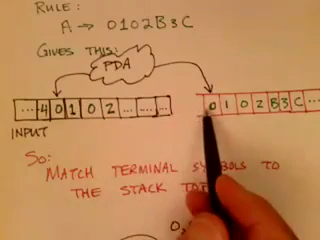 RULE:
A → 0102B3C
GIVES THIS:
PDA
... 4 0 1 0 2 ... ... ...
0 1 0 2 B 3 C ...
INPUT
SO:
MATCH TERMINAL SYMBOLS TO
THE STACK
0,